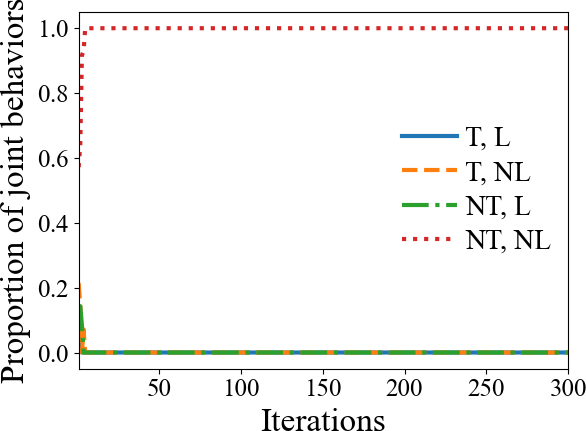 Proportion of joint behaviors
1.0
0.8
0.6
0.4
0.2
0.0
T, L
T, NL
NT, L
NT, NL
50
100
150
200
250
300
Iterations